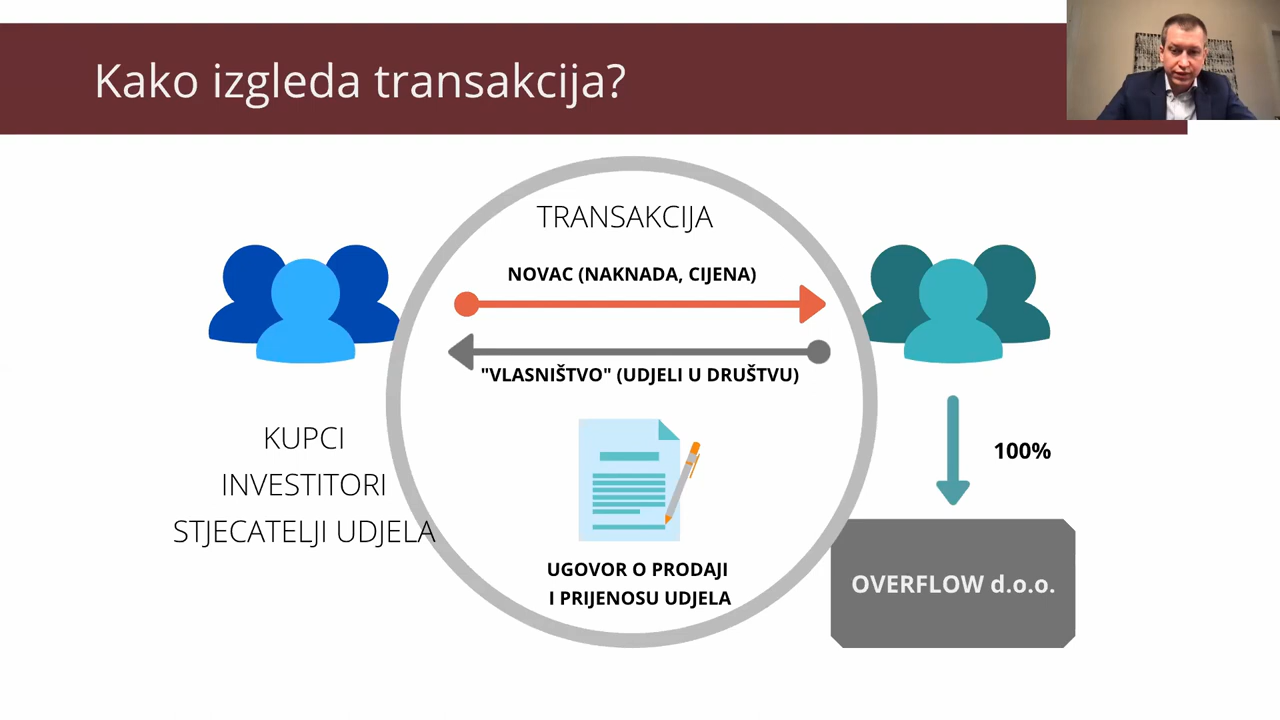 Kako izgleda transakcija?
TRANSAKCIJA
NOVAC (NAKNADA, CIJENA)
"VLASNIŠTVO" (UDJELI U DRUŠTVU)
KUPCI
INVESTITORI
STJECATELJI UDJELA
UGOVOR O PRODAJI
I PRIJENOSU UDJELA
100%
OVERFLOW d.o.o.